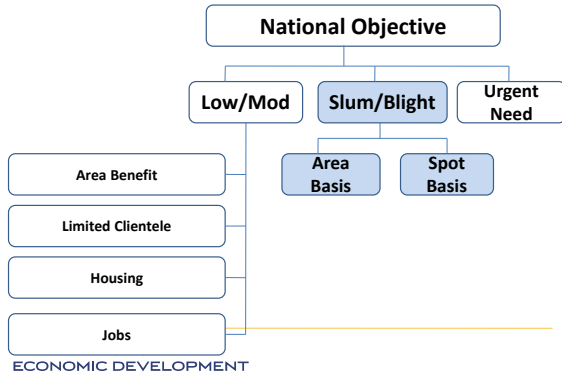 National Objective
Low/Mod
Slum/Blight
Urgent
Need
Area
Basis
Spot
Basis
Area Benefit
Limited Clientele
Housing
Jobs
ECONOMIC DEVELOPMENT